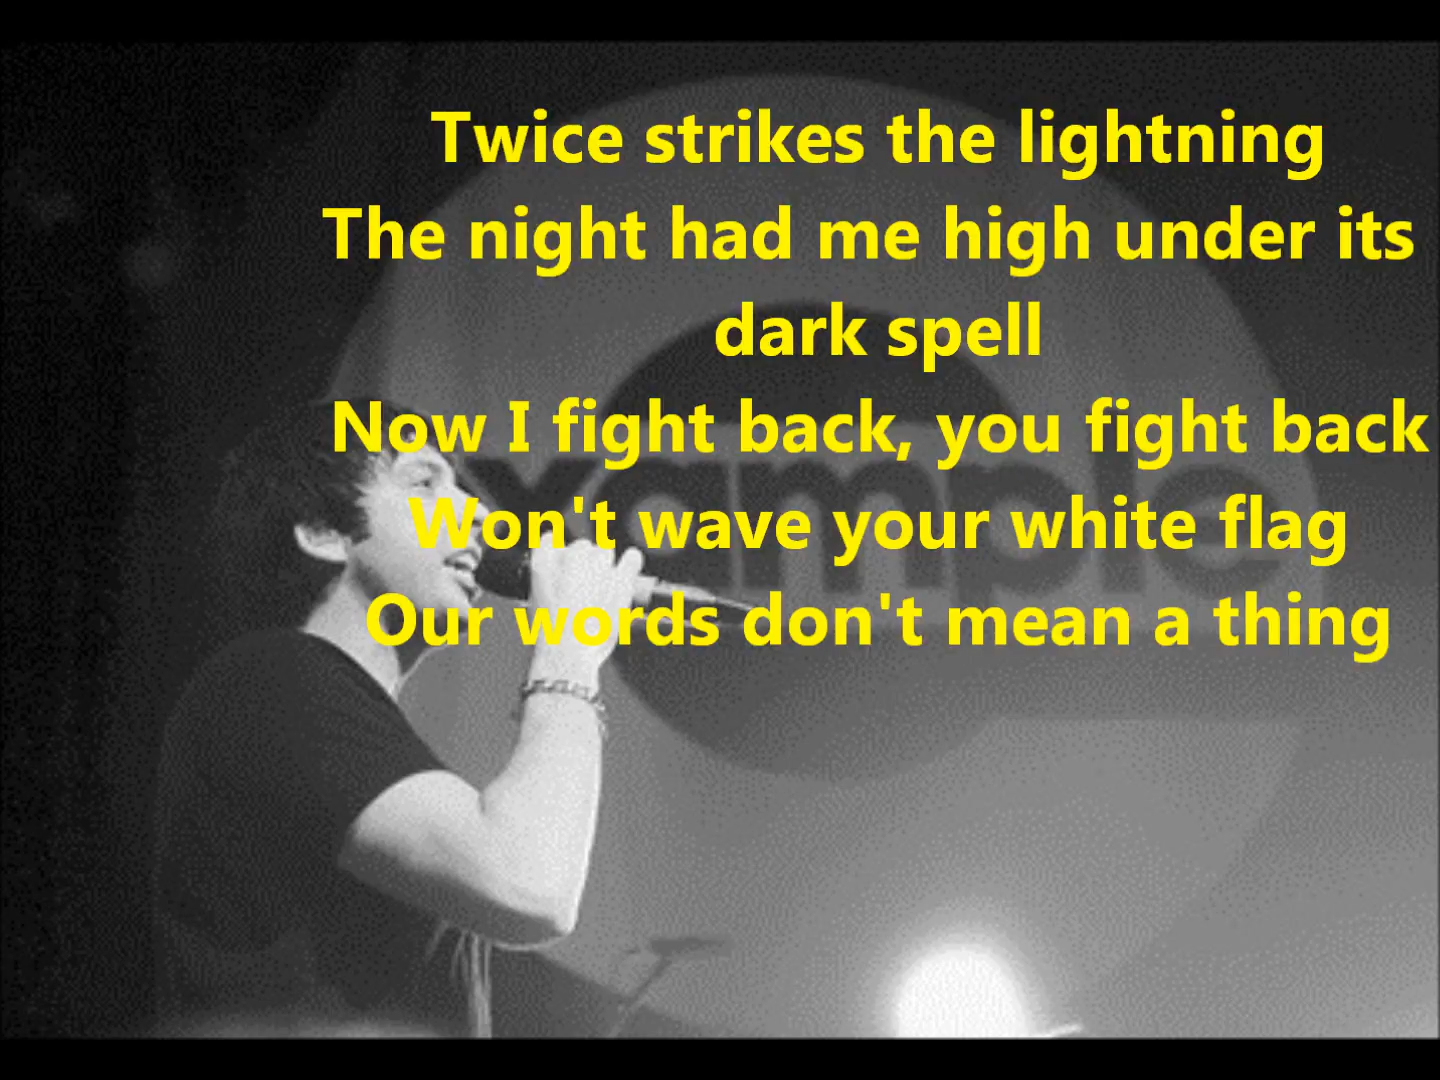 Twice strikes the lightning
The night had me high under its
dark spell
Now I fight back, you fight back
Won't wave your white flag
Our words don't mean a thing
xample